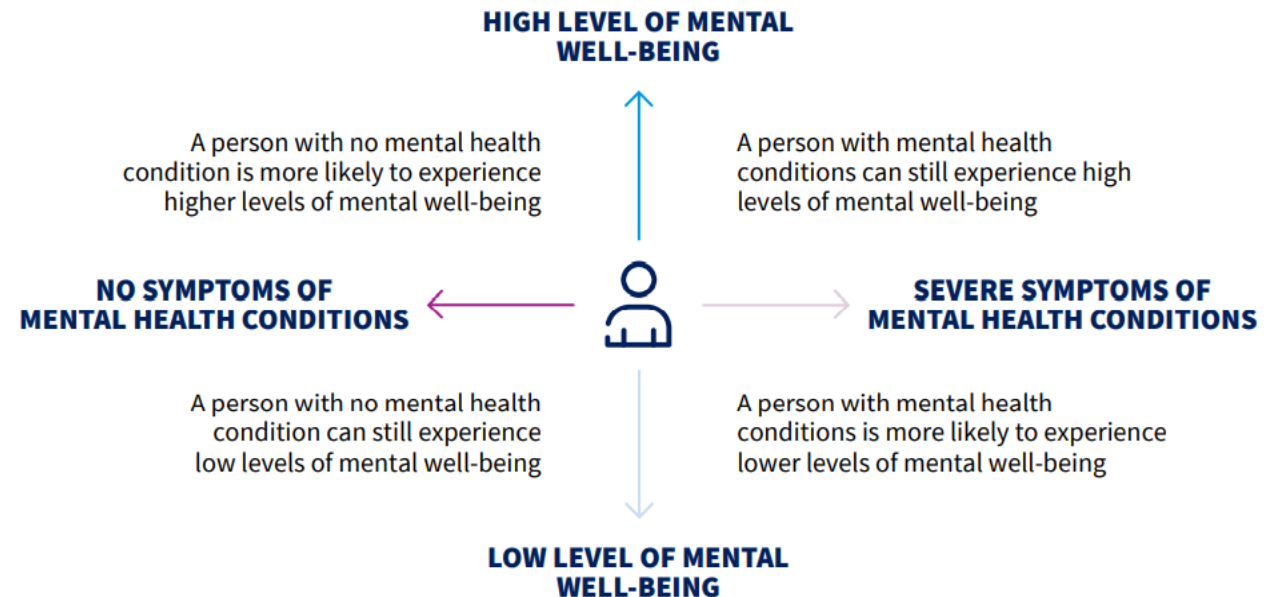 HIGH LEVEL OF MENTAL
WELL-BEING
A person with no mental health
condition is more likely to experience
higher levels of mental well-being
A person with mental health
conditions can still experience high
levels of mental well-being
NO SYMPTOMS OF
MENTAL HEALTH CONDITIONS
SEVERE SYMPTOMS OF
MENTAL HEALTH CONDITIONS
A person with no mental health
condition can still experience
low levels of mental well-being
A person with mental health
conditions is more likely to experience
lower levels of mental well-being
LOW LEVEL OF MENTAL
WELL-BEING